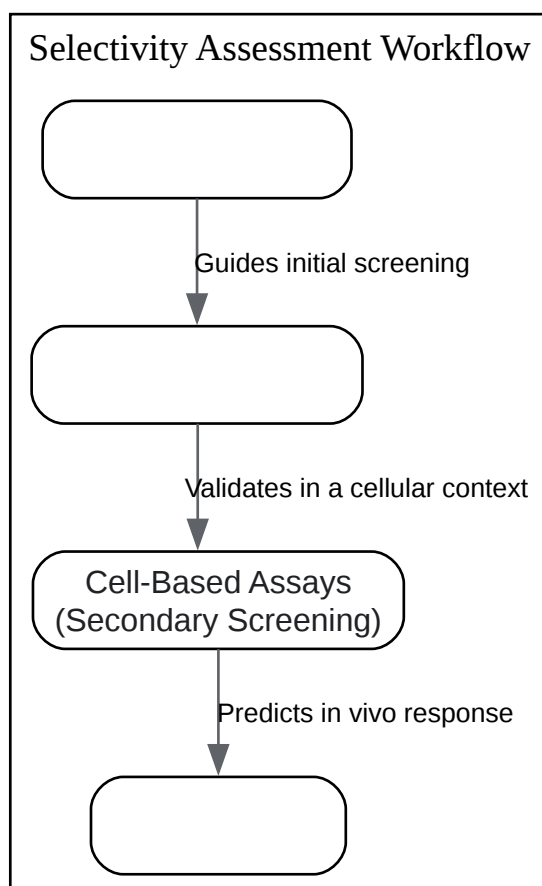 Selectivity Assessment Workflow
Guides initial screening
Validates in a cellular context
Cell-Based Assays
(Secondary Screening)
Predicts in vivo response